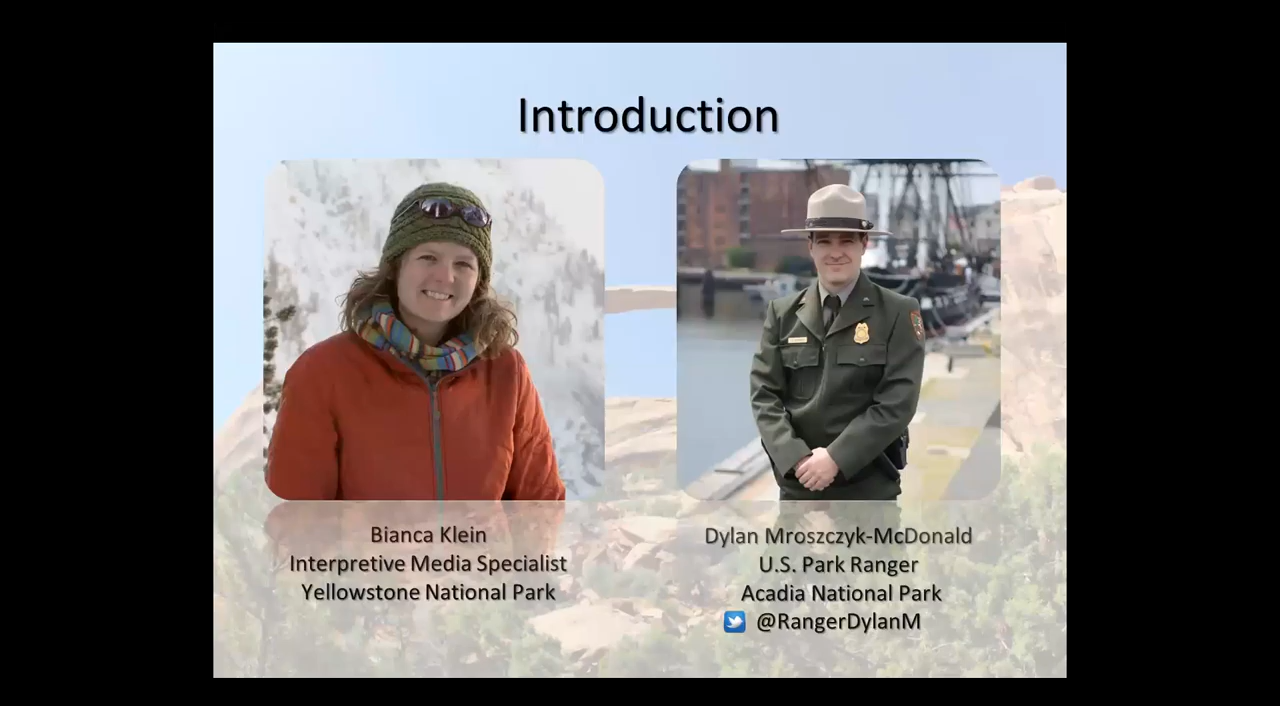 Introduction
Bianca Klein
Interpretive Media Specialist
Yellowstone National Park
Dylan Mroszczyk-McDonald
U.S. Park Ranger
Acadia National Park
@RangerDylanM